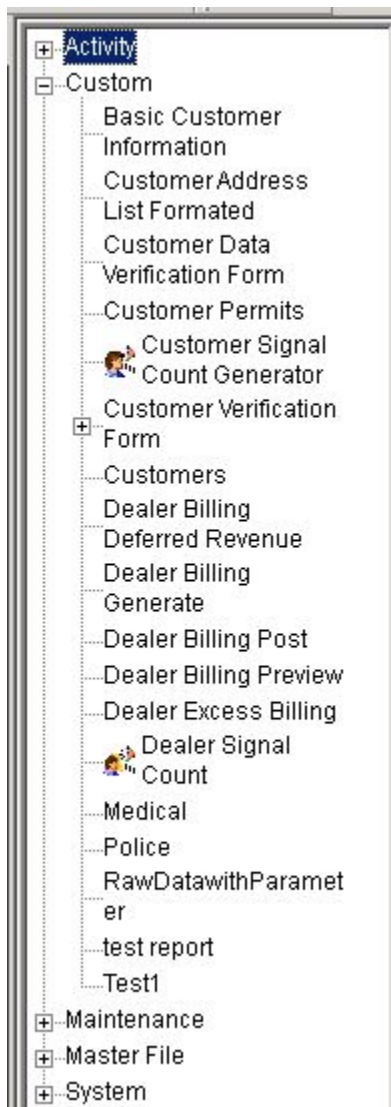 Activity
Custom
Basic Customer
Information
Customer Address
List Formated
Customer Data
Verification Form
Customer Permits
Customer Signal
Count Generator
Customer Verification
Form
Customers
Dealer Billing
Deferred Revenue
Dealer Billing
Generate
Dealer Billing Post
Dealer Billing Preview
Dealer Excess Billing
Dealer Signal
Count
Medical
Police
RawDatawithParamet
er
test report
Test1
Maintenance
Master File
System